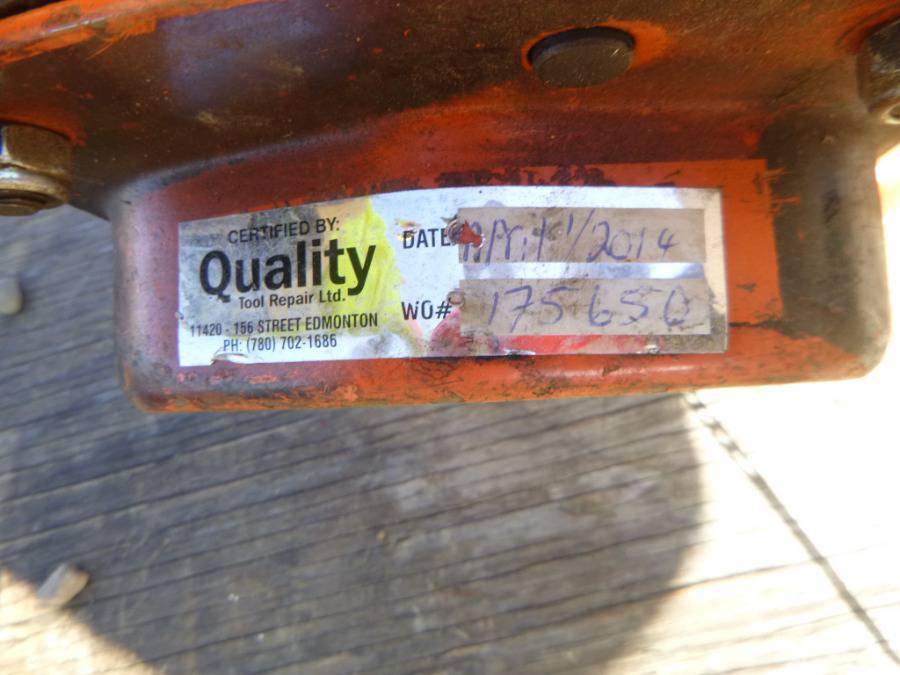 CERTIFIED BY:
Quality
Tool Repair Ltd.
11420 - 156 STREET EDMONTON
PH: (780) 702-1686
DATE April 1/2014
WO# 175650